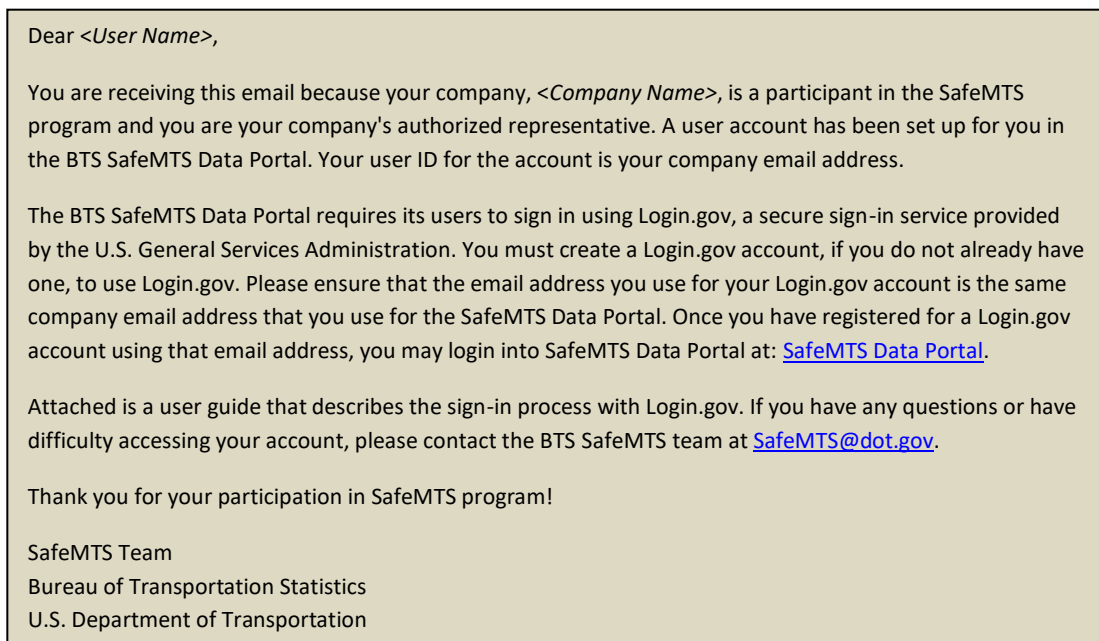 Dear <User Name>,
You are receiving this email because your company, <Company Name>, is a participant in the SafeMTS
program and you are your company's authorized representative. A user account has been set up for you in
the BTS SafeMTS Data Portal. Your user ID for the account is your company email address.
The BTS SafeMTS Data Portal requires its users to sign in using Login.gov, a secure sign-in service provided
by the U.S. General Services Administration. You must create a Login.gov account, if you do not already have
one, to use Login.gov. Please ensure that the email address you use for your Login.gov account is the same
company email address that you use for the SafeMTS Data Portal. Once you have registered for a Login.gov
account using that email address, you may login into SafeMTS Data Portal at: SafeMTS Data Portal.
Attached is a user guide that describes the sign-in process with Login.gov. If you have any questions or have
difficulty accessing your account, please contact the BTS SafeMTS team at SafeMTS@dot.gov.
Thank you for your participation in SafeMTS program!
SafeMTS Team
Bureau of Transportation Statistics
U.S. Department of Transportation